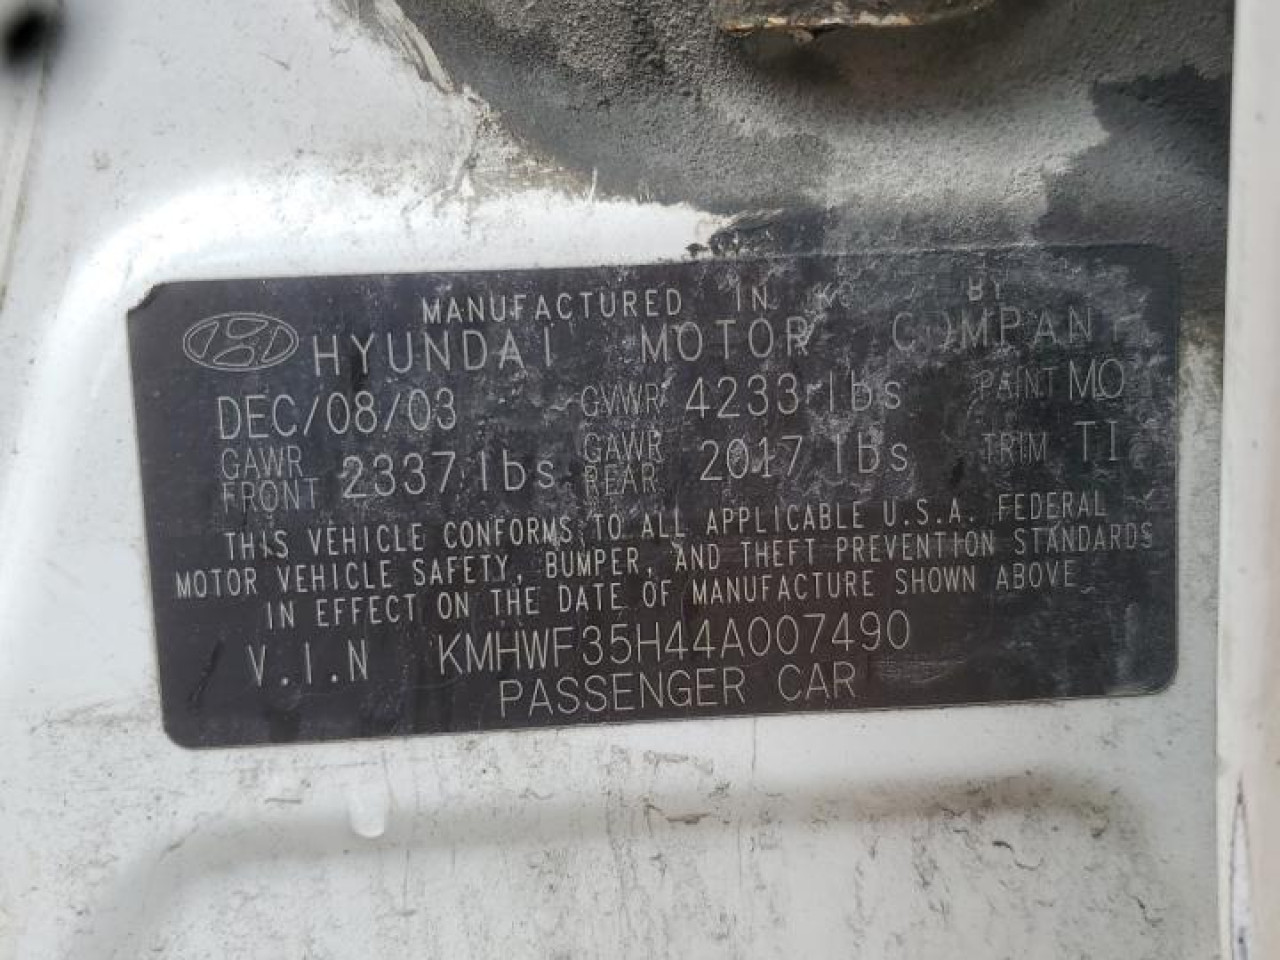 MANUFACTURED IN BY
HYUNDAI MOTOR COMPANY
DEC/08/03 GVWR 4233 lbs PAINT MO
GAWR FRONT 2337 lbs GAWR REAR 2017 lbs TRIM TI
THIS VEHICLE CONFORMS TO ALL APPLICABLE U.S.A. FEDERAL
MOTOR VEHICLE SAFETY, BUMPER, AND THEFT PREVENTION STANDARDS
IN EFFECT ON THE DATE OF MANUFACTURE SHOWN ABOVE
V.I.N KMHWF35H44A007490
PASSENGER CAR